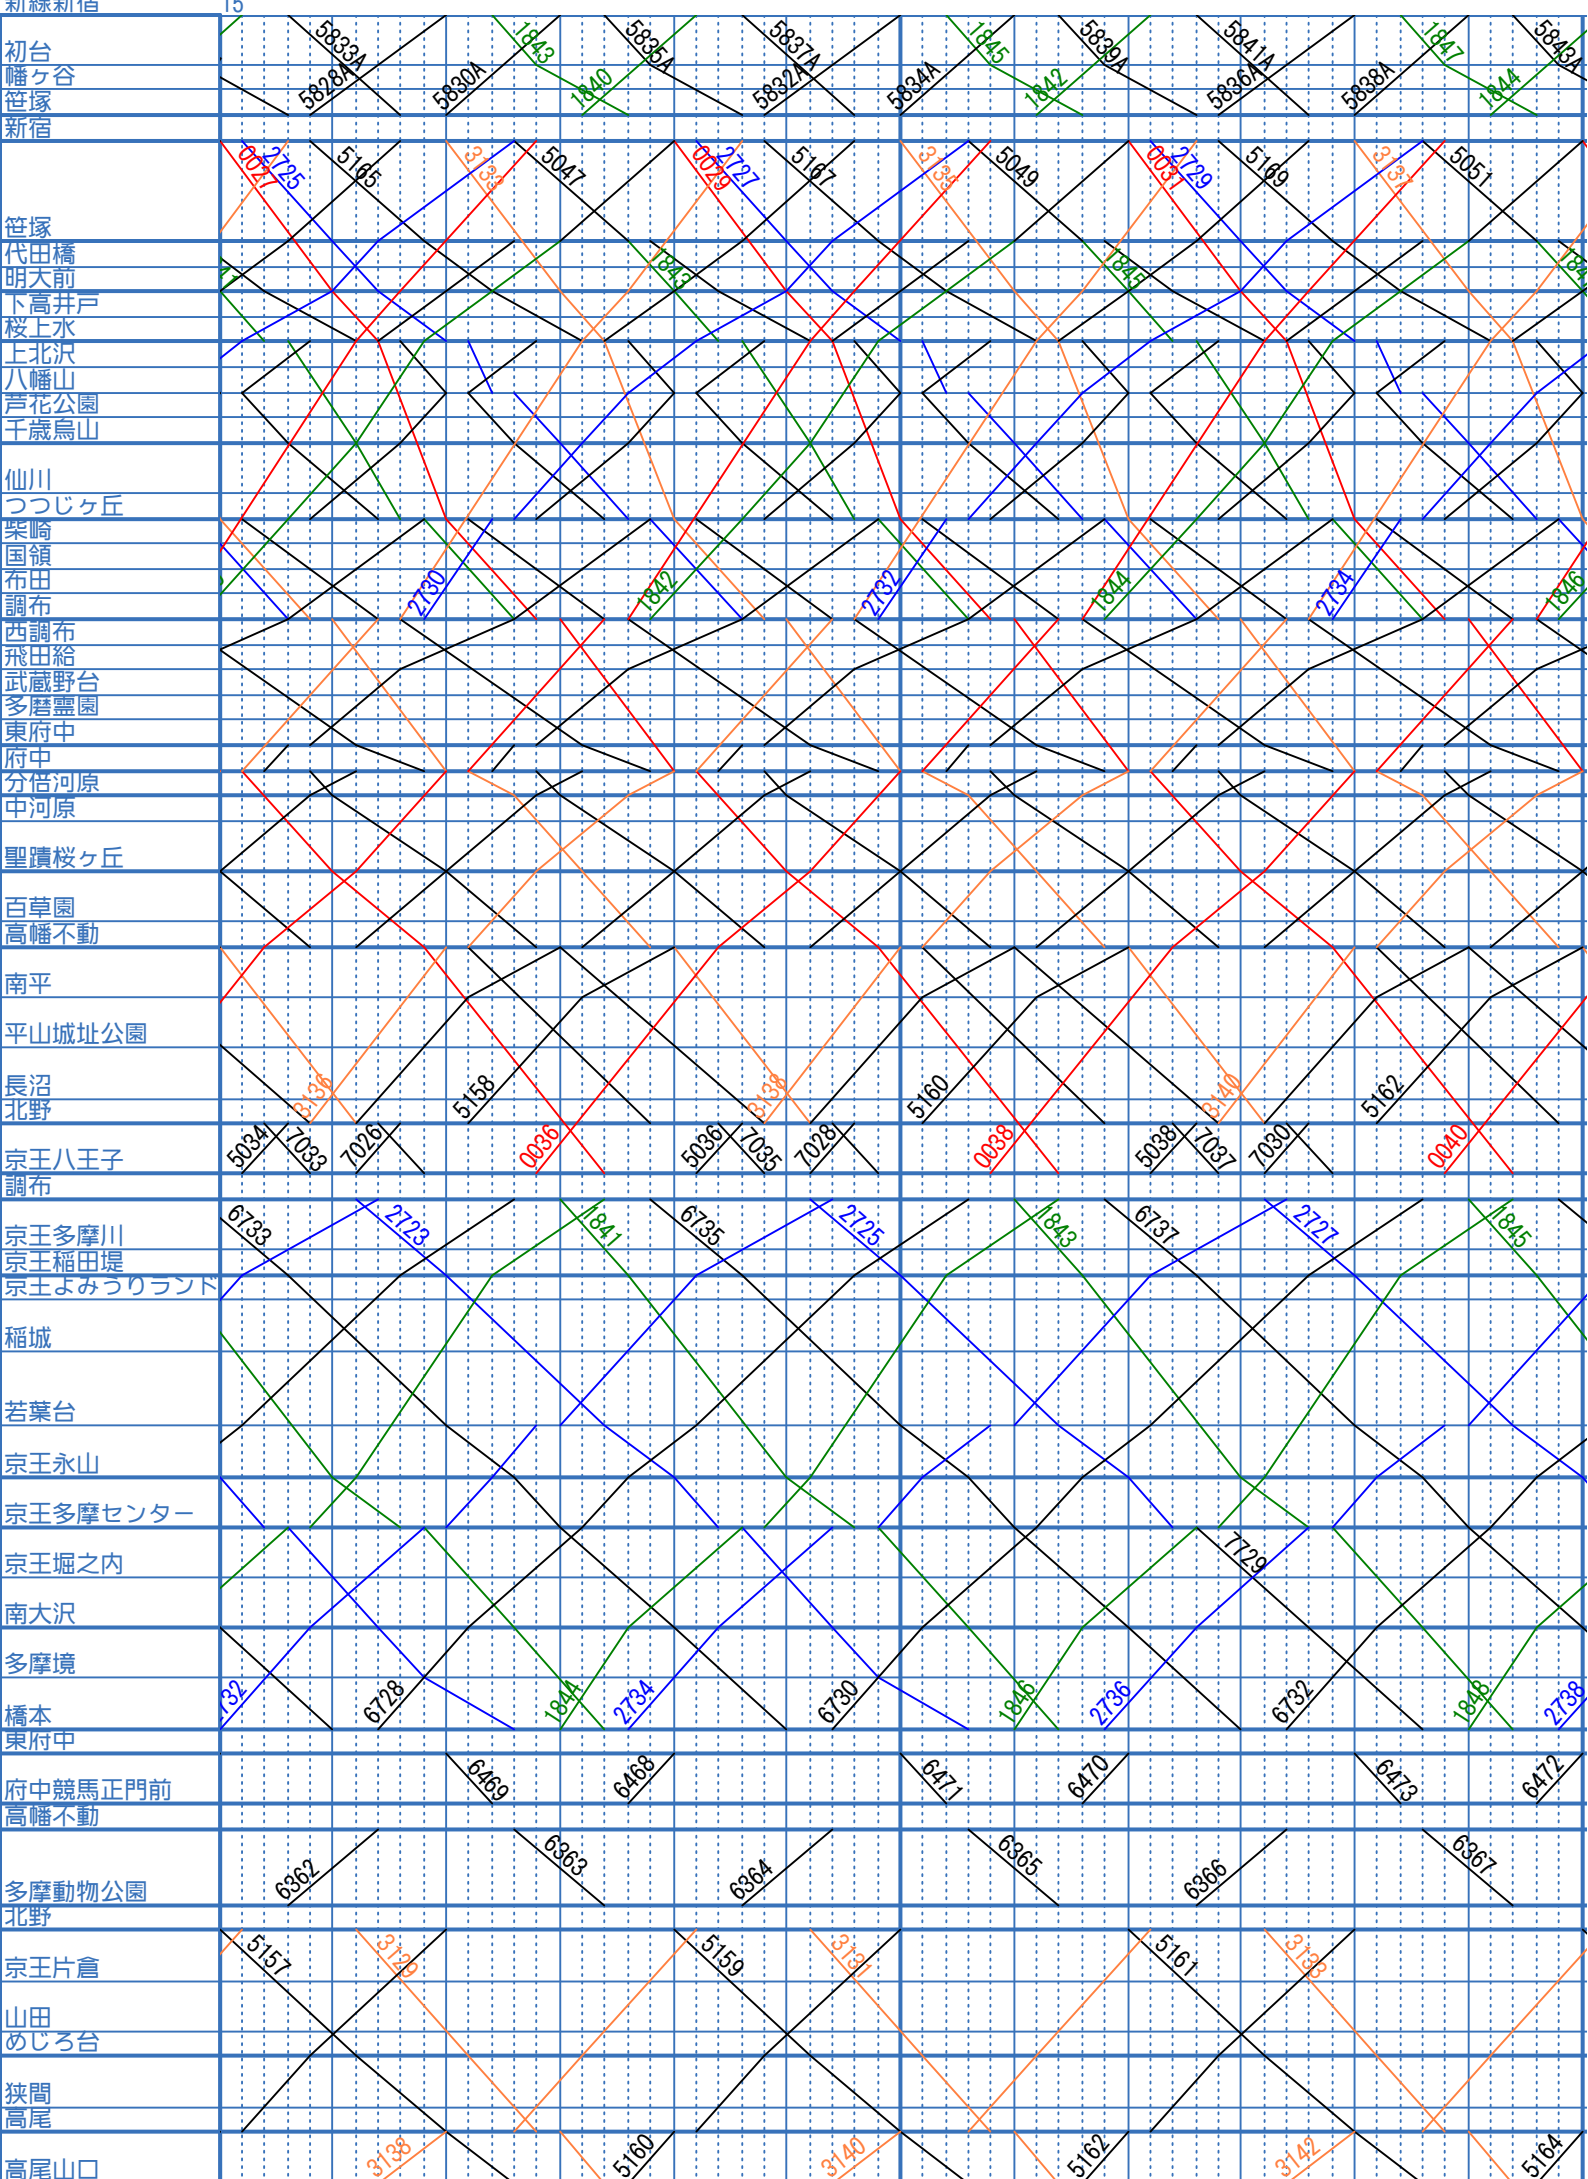 新線新宿 15
初台 5833A 5828A 5830A 1843 1840 5835A 5837A 5832A 5834A 1845 1842 5839A 5841A 5836A 5838A 1847 1844 5843A
幡ヶ谷
笹塚
新宿
0027 2725 5165 3133 5047 0029 2727 5167 3135 5049 0031 2729 5169 3137 5051
笹塚
代田橋
明大前 1843 1845
下高井戸
桜上水
上北沢
八幡山
芦花公園
千歳烏山
仙川
つつじヶ丘
柴崎
国領
布田
調布 2730 1842 2732 1844 2734 1846
西調布
飛田給
武蔵野台
多磨霊園
東府中
府中
分倍河原
中河原
聖蹟桜ヶ丘
百草園
高幡不動
南平
平山城址公園
長沼 3136 5158 3138 5160 3140 5162
北野
京王八王子 5034 7033 7026 0036 5036 7035 7028 0038 5038 7037 7030 0040
調布
京王多摩川 6733 2723 1841 6735 2725 1843 6737 2727 1845
京王稲田堤
京王よみうりランド
稲城
若葉台
京王永山
京王多摩センター
京王堀之内 7729
南大沢
多摩境
橋本 6728 1844 2734 6730 1846 2736 6732 1848 2738
東府中
府中競馬正門前 6469 6468 6471 6470 6473 6472
高幡不動
多摩動物公園 6362 6363 6364 6365 6366 6367
北野
京王片倉 5157 3129 5159 3131 5161 3133
山田
めじろ台
狭間
高尾
高尾山口 3138 5160 3140 5162 3142 5164